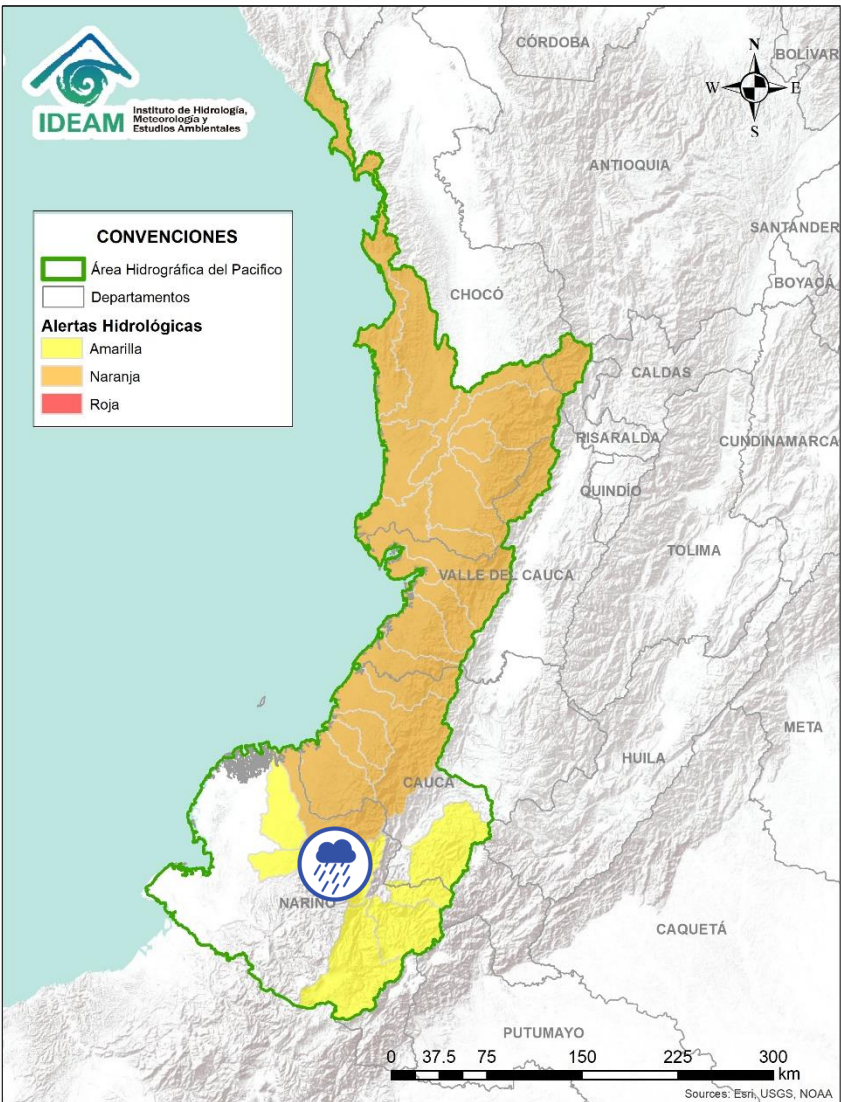 IDEAM
Instituto de Hidrología,
Meteorología y
Estudios Ambientales
N
W
E
S
CONVENCIONES
Área Hidrográfica del Pacifico
Departamentos
Alertas Hidrológicas
Amarilla
Naranja
Roja
CÓRDOBA
BOLÍVAR
ANTIOQUIA
SANTANDER
BOYACÁ
CHOCÓ
CALDAS
RISARALDA
CUNDINAMARCA
QUINDÍO
TOLIMA
VALLE DEL CAUCA
META
HUILA
CAUCA
NARIÑO
CAQUETÁ
PUTUMAYO
0 37.5 75 150 225 300
km
Sources: Esri, USGS, NOAA